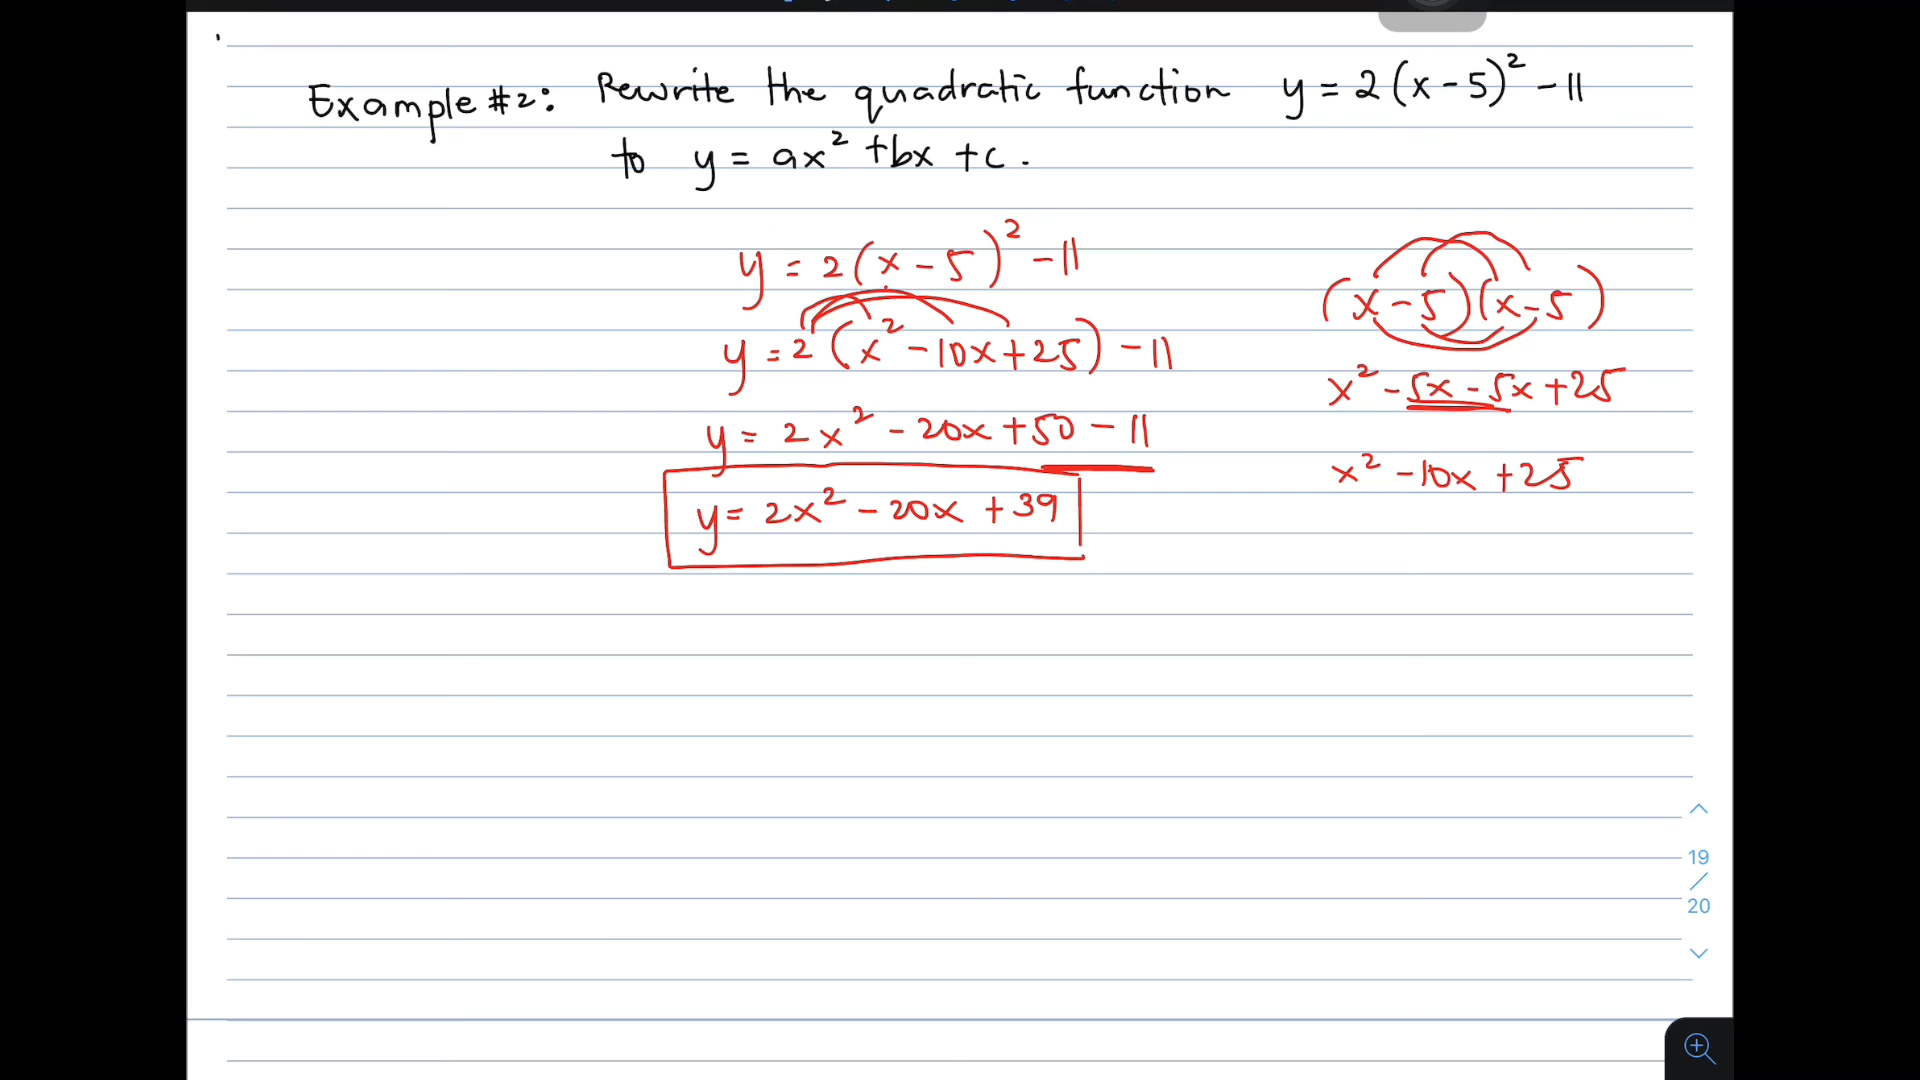 Example #2: Rewrite the quadratic function y = 2(x - 5)² - 11
to y = ax² + bx + c.
y = 2(x - 5)² - 11
y = 2(x² - 10x + 25) - 11
y = 2x² - 20x + 50 - 11
y = 2x² - 20x + 39
(x - 5)(x - 5)
x² - 5x - 5x + 25
x² - 10x + 25
19
/
20